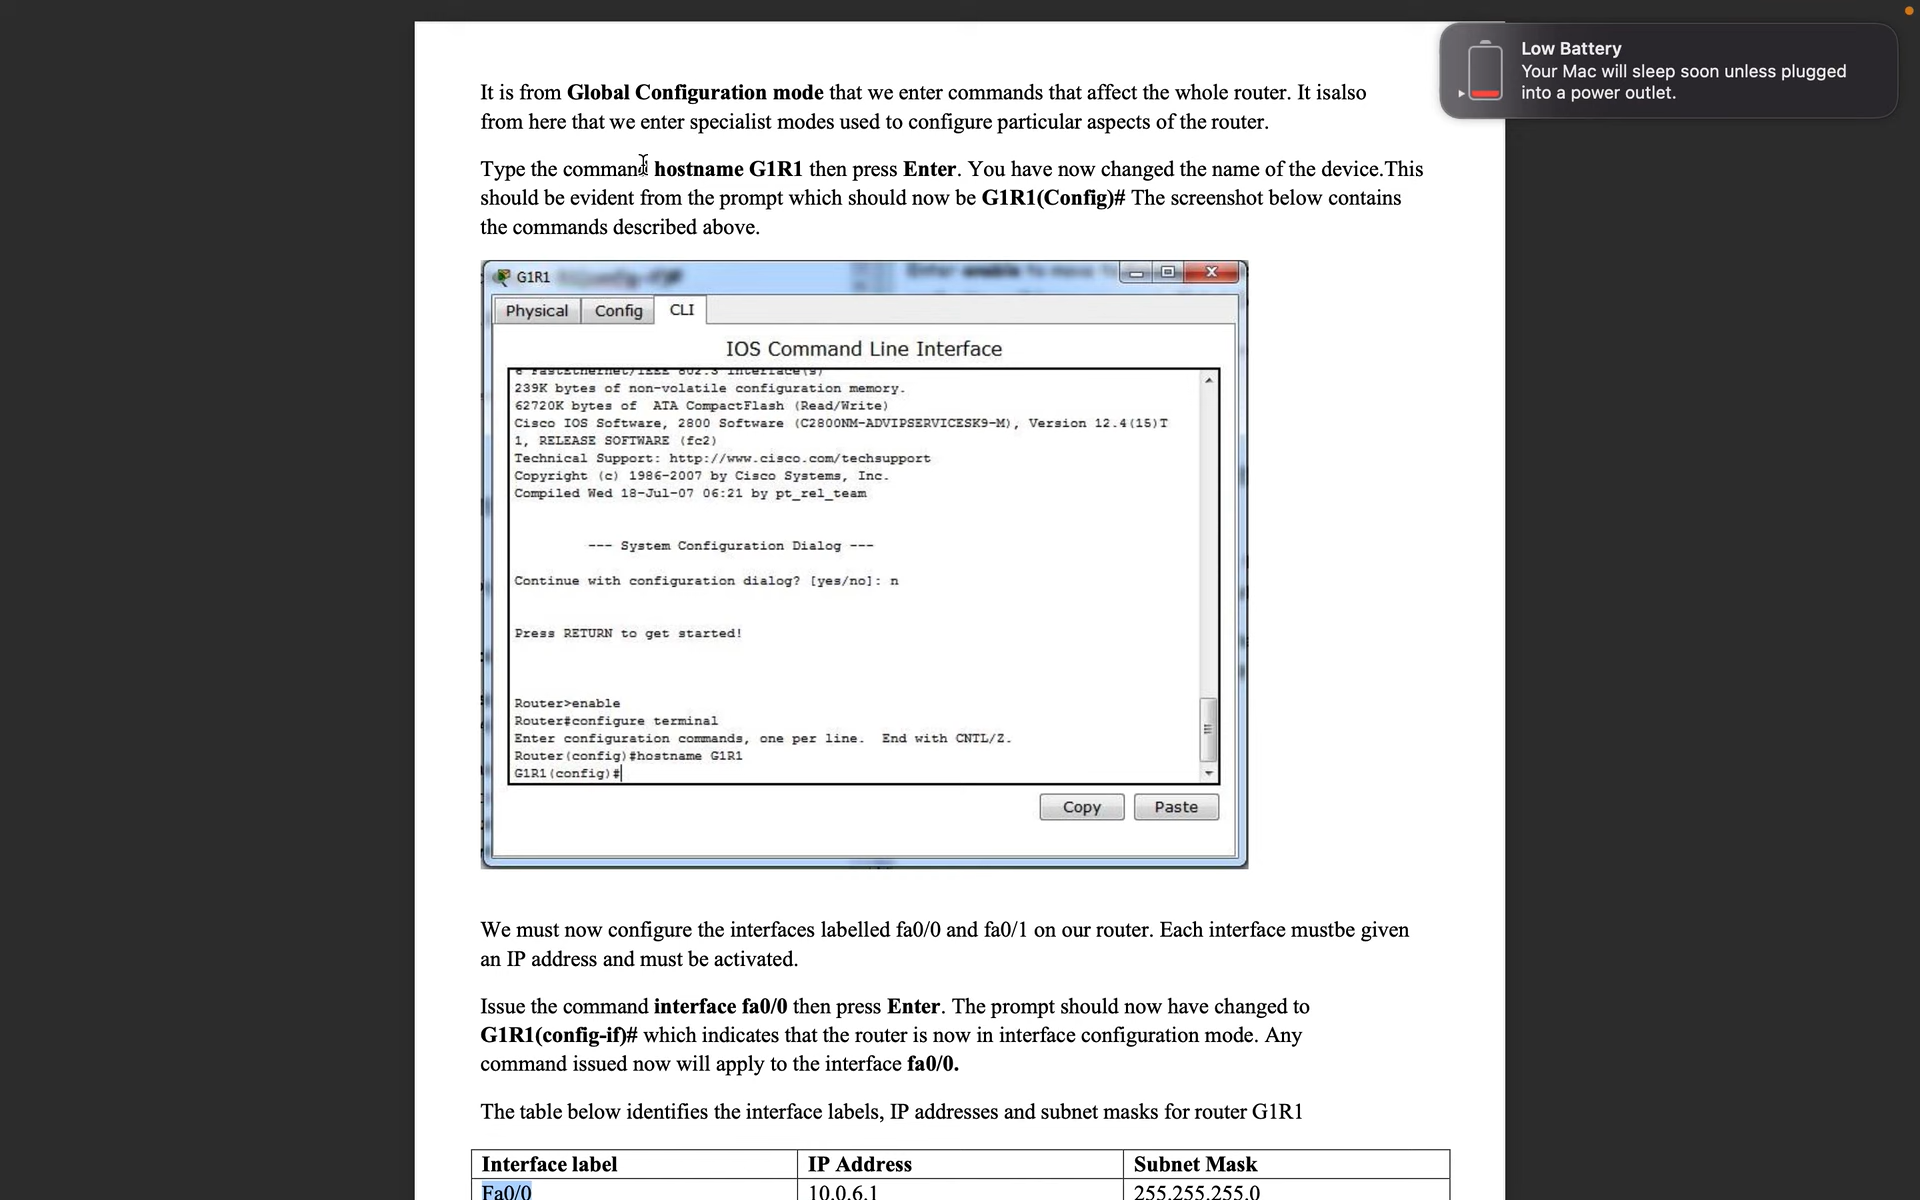 Low Battery
Your Mac will sleep soon unless plugged
into a power outlet.
It is from Global Configuration mode that we enter commands that affect the whole router. It isalso
from here that we enter specialist modes used to configure particular aspects of the router.
Type the command hostname G1R1 then press Enter. You have now changed the name of the device.This
should be evident from the prompt which should now be G1R1(Config)# The screenshot below contains
the commands described above.
G1R1
Physical Config CLI
IOS Command Line Interface
6 FastEthernet/IEEE 802.3 interface(s)
239K bytes of non-volatile configuration memory.
62720K bytes of ATA CompactFlash (Read/Write)
Cisco IOS Software, 2800 Software (C2800NM-ADVIPSERVICESK9-M), Version 12.4(15)T
1, RELEASE SOFTWARE (fc2)
Technical Support: http://www.cisco.com/techsupport
Copyright (c) 1986-2007 by Cisco Systems, Inc.
Compiled Wed 18-Jul-07 06:21 by pt_rel_team
--- System Configuration Dialog ---
Continue with configuration dialog? [yes/no]: n
Press RETURN to get started!
Router>enable
Router#configure terminal
Enter configuration commands, one per line. End with CNTL/Z.
Router(config)#hostname G1R1
G1R1(config)#
Copy Paste
We must now configure the interfaces labelled fa0/0 and fa0/1 on our router. Each interface mustbe given
an IP address and must be activated.
Issue the command interface fa0/0 then press Enter. The prompt should now have changed to
G1R1(config-if)# which indicates that the router is now in interface configuration mode. Any
command issued now will apply to the interface fa0/0.
The table below identifies the interface labels, IP addresses and subnet masks for router G1R1
Interface label IP Address Subnet Mask
Fa0/0 10.0.6.1 255.255.255.0